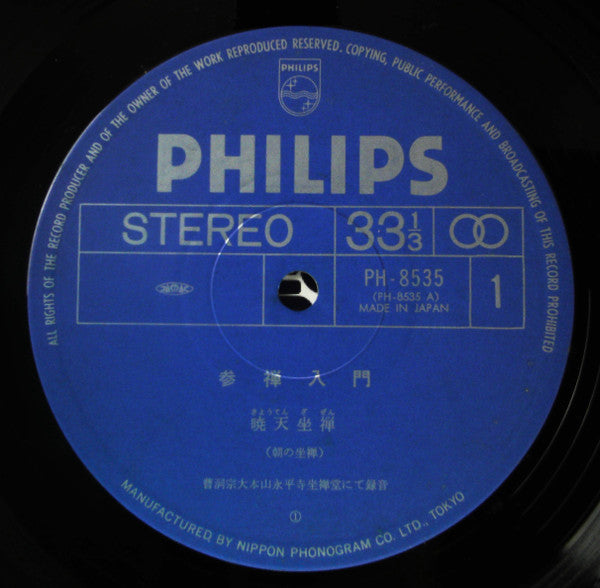 ALL RIGHTS OF THE RECORD PRODUCER AND OF THE OWNER OF THE WORK REPRODUCED RESERVED. COPYING, PUBLIC PERFORMANCE AND BROADCASTING OF THIS RECORD PROHIBITED
PHILIPS
PHILIPS
STEREO 33 1/3
PH-8535
(PH-8535 A)
MADE IN JAPAN
1
参禅入門
ぎようてん ざ ぜん
暁天坐禅
(朝の坐禅)
曹洞宗大本山永平寺坐禅堂にて録音
①
MANUFACTURED BY NIPPON PHONOGRAM CO. LTD., TOKYO